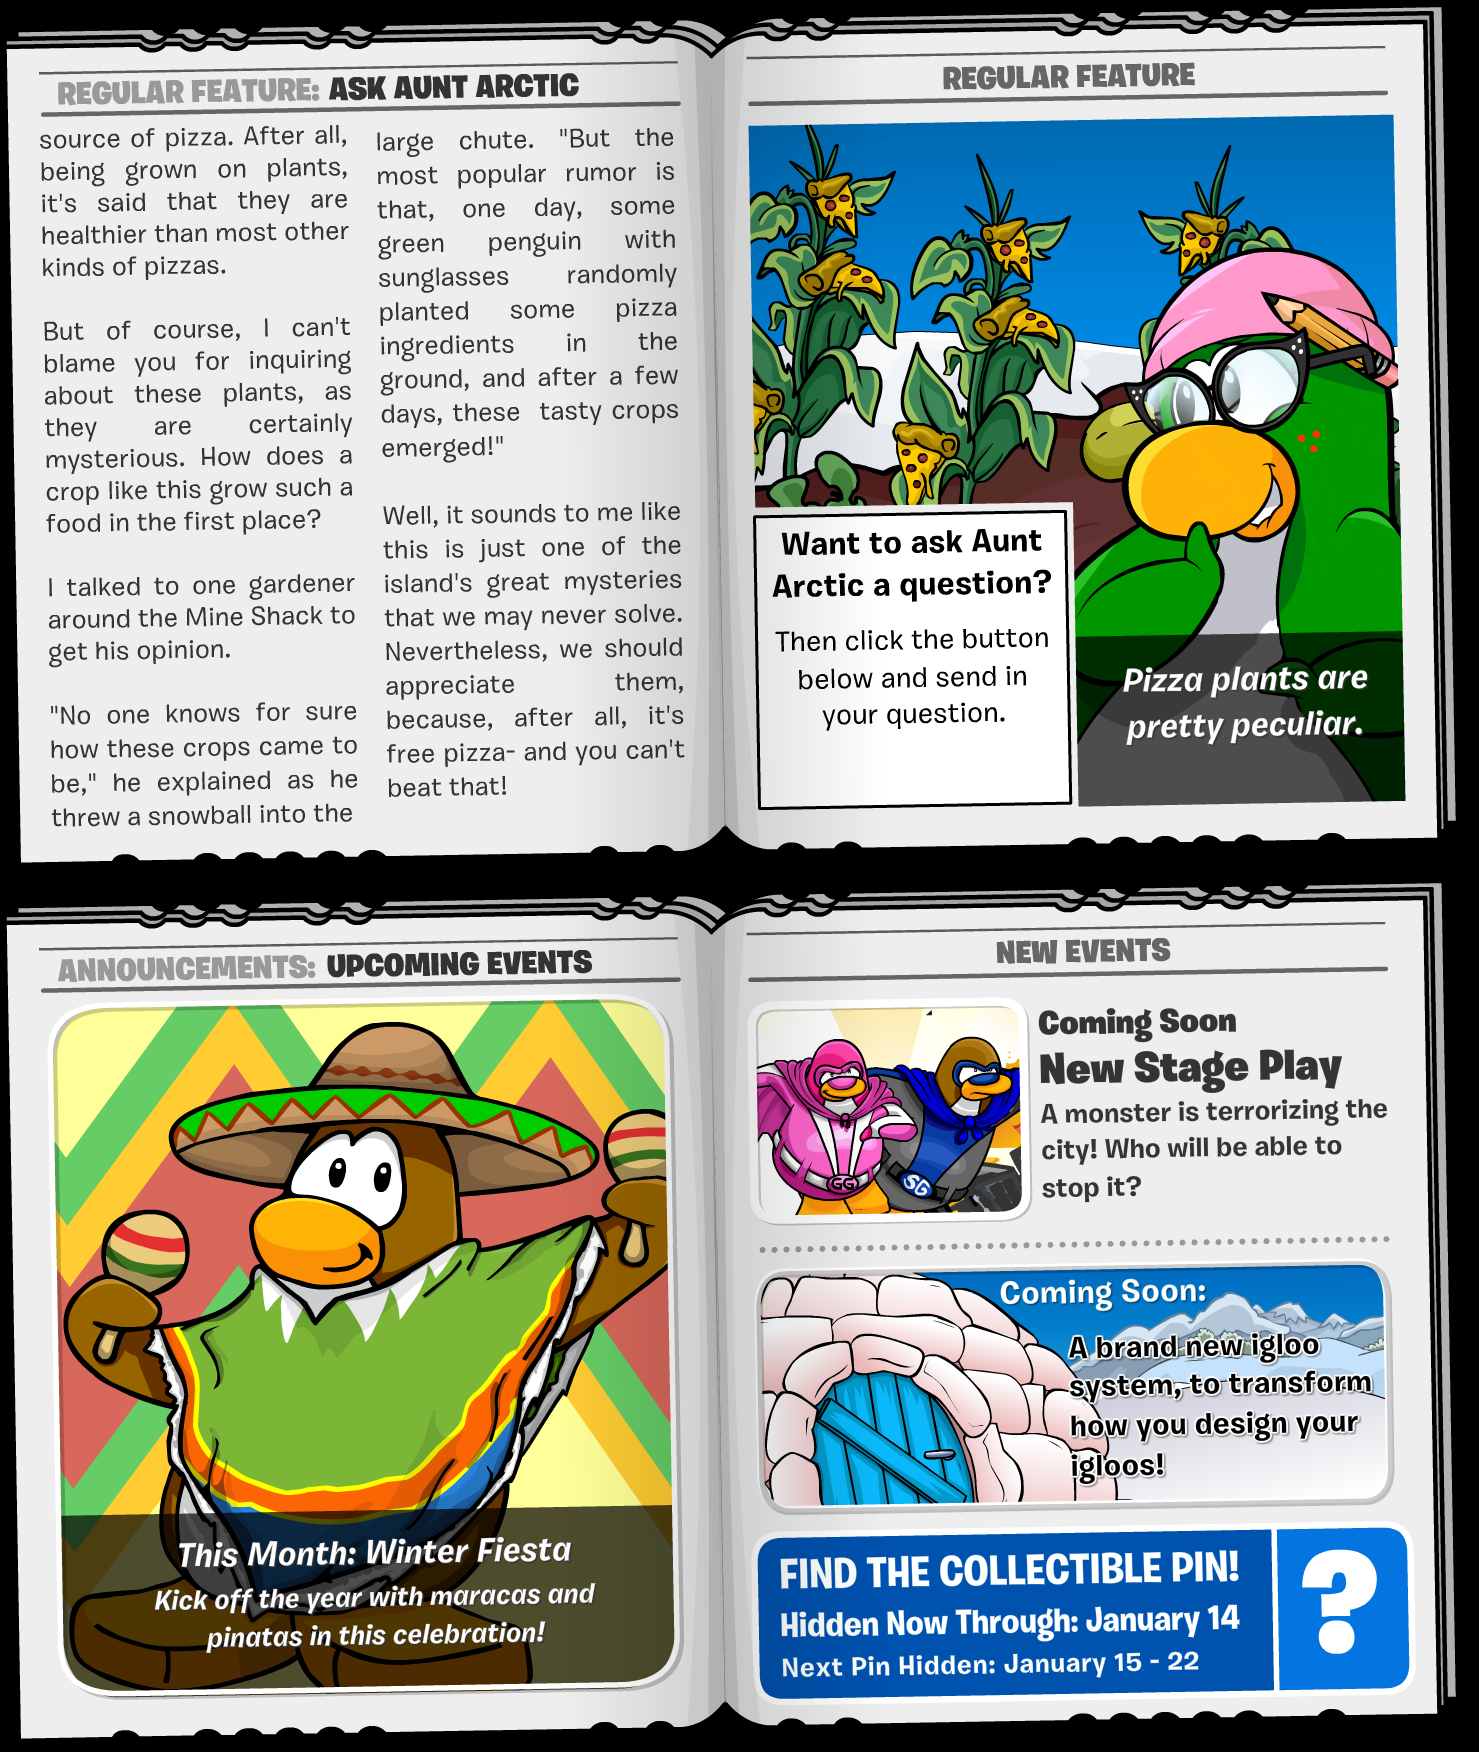 REGULAR FEATURE: ASK AUNT ARCTIC
source of pizza. After all,
being grown on plants,
it's said that they are
healthier than most other
kinds of pizzas.
But of course, I can't
blame you for inquiring
about these plants, as
they are certainly
mysterious. How does a
crop like this grow such a
food in the first place?
I talked to one gardener
around the Mine Shack to
get his opinion.
"No one knows for sure
how these crops came to
be," he explained as he
threw a snowball into the
large chute. "But the
most popular rumor is
that, one day, some
green penguin with
sunglasses randomly
planted some pizza
ingredients in the
ground, and after a few
days, these tasty crops
emerged!"
Well, it sounds to me like
this is just one of the
island's great mysteries
that we may never solve.
Nevertheless, we should
appreciate them,
because, after all, it's
free pizza- and you can't
beat that!
REGULAR FEATURE
Want to ask Aunt
Arctic a question?
Then click the button
below and send in
your question.
Pizza plants are
pretty peculiar.
ANNOUNCEMENTS: UPCOMING EVENTS
This Month: Winter Fiesta
Kick off the year with maracas and
pinatas in this celebration!
NEW EVENTS
GG
SG
Coming Soon
New Stage Play
A monster is terrorizing the
city! Who will be able to
stop it?
Coming Soon:
A brand new igloo
system, to transform
how you design your
igloos!
FIND THE COLLECTIBLE PIN!
Hidden Now Through: January 14
Next Pin Hidden: January 15 - 22
?